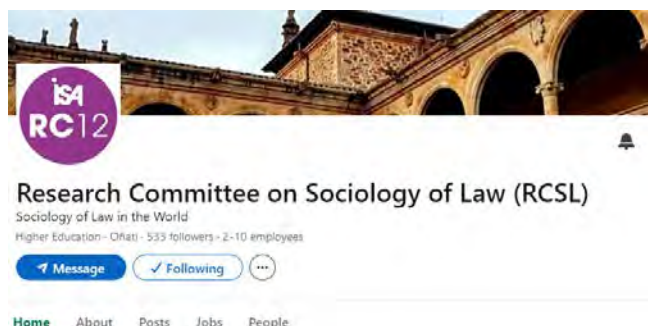 isa
RC12
Research Committee on Sociology of Law (RCSL)
Sociology of Law in the World
Higher Education - Oñati - 533 followers - 2-10 employees
Message
Following
Home About Posts Jobs People